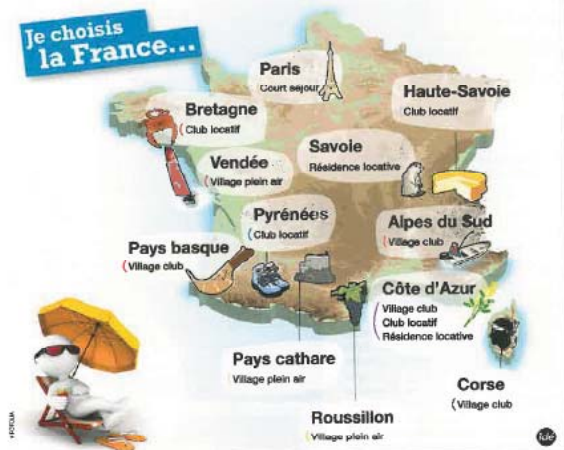 Je choisis
la France...
Paris
Court séjour
Haute-Savoie
Club locatif
Bretagne
Club locatif
Savoie
Résidence locative
Vendée
Village plein air
Pyrénées
Club locatif
Alpes du Sud
Village club
Pays basque
Village club
Côte d'Azur
Village club
Club locatif
Résidence locative
Pays cathare
Village plein air
Corse
Village club
Roussillon
Village plein air
idé